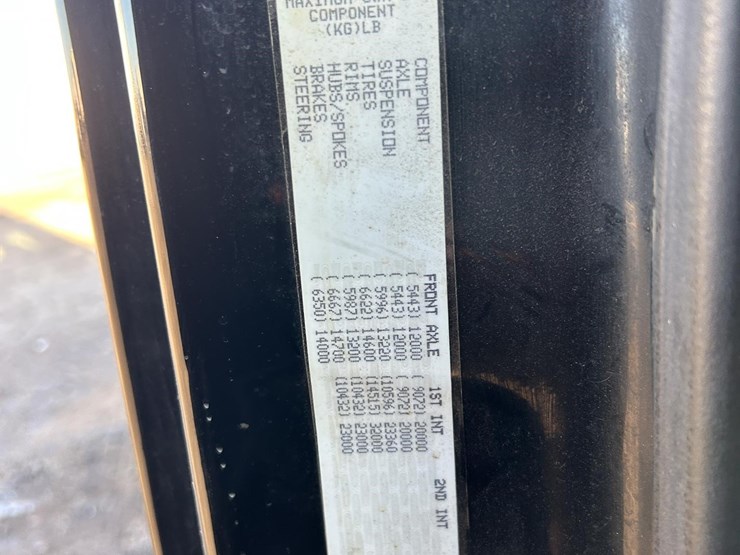 MAXIMUM
COMPONENT
(KG)LB
COMPONENT FRONT AXLE 1ST INT 2ND INT
AXLE ( 5443) 12000 ( 9072) 20000
SUSPENSION ( 5443) 12000 ( 9072) 20000
TIRES ( 5996) 13220 (10596) 23360
RIMS ( 6622) 14600 (14515) 32000
HUBS/SPOKES ( 5987) 13200 (10432) 23000
BRAKES ( 6667) 14700 (10432) 23000
STEERING ( 6350) 14000